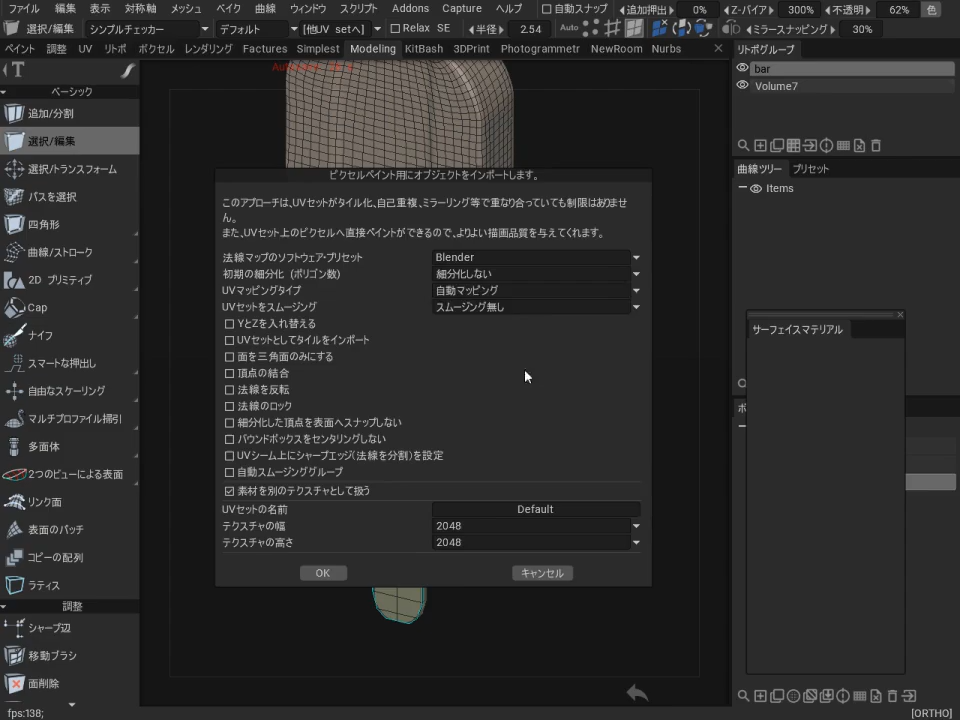 ファイル 編集 表示 対称軸 メッシュ ベイク 曲線 ウィンドウ スクリプト Addons Capture ヘルプ 自動スナップ 追加押出 0% Z-バイアス 300% 不透明 62% 色
選択/編集 シンプルチェッカー デフォルト [他UV setへ] Relax SE 半径 2.54 Auto ミラースナッピング 30%
ペイント 調整 UV リトポ ボクセル レンダリング Factures Simplest Modeling KitBash 3DPrint Photogrammetr NewRoom Nurbs リトポグループ
bar
Volume7
ベーシック
追加/分割
選択/編集
選択/トランスフォーム
パスを選択
四角形
曲線/ストローク
2D プリミティブ
Cap
ナイフ
スマートな押出し
自由なスケーリング
マルチプロファイル掃引
多面体
2つのビューによる表面
リンク面
表面のパッチ
コピーの配列
ラティス
調整
シャープ辺
移動ブラシ
面削除
曲線ツリー プリセット
Items
サーフェイスマテリアル
ピクセルペイント用にオブジェクトをインポートします。
このアプローチは、UVセットがタイル化、自己重複、ミラーリング等で重なり合っていても制限はありませ
ん。
また、UVセット上のピクセルへ直接ペイントができるので、よりよい描画品質を与えてくれます。
法線マップのソフトウェア・プリセット Blender
初期の細分化 (ポリゴン数) 細分化しない
UVマッピングタイプ 自動マッピング
UVセットをスムージング スムージング無し
YとZを入れ替える
UVセットとしてタイルをインポート
面を三角面のみにする
頂点の結合
法線を反転
法線のロック
細分化した頂点を表面へスナップしない
バウンドボックスをセンタリングしない
UVシーム上にシャープエッジ(法線を分割)を設定
自動スムージンググループ
素材を別のテクスチャとして扱う
UVセットの名前 Default
テクスチャの幅 2048
テクスチャの高さ 2048
OK キャンセル
fps:138;
[ORTHO]